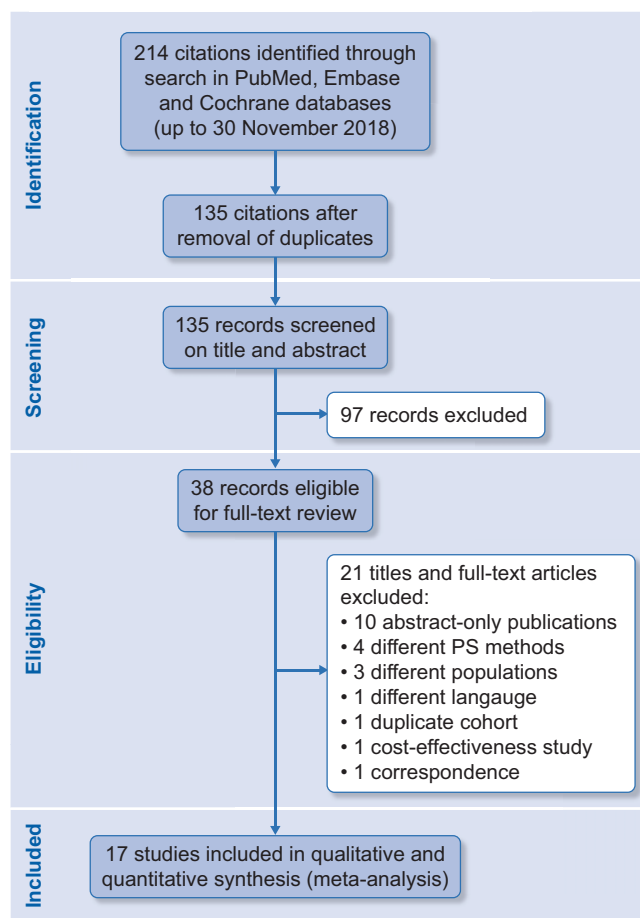 Identification
214 citations identified through
search in PubMed, Embase
and Cochrane databases
(up to 30 November 2018)
135 citations after
removal of duplicates
Screening
135 records screened
on title and abstract
97 records excluded
Eligibility
38 records eligible
for full-text review
21 titles and full-text articles
excluded:
• 10 abstract-only publications
• 4 different PS methods
• 3 different populations
• 1 different langauge
• 1 duplicate cohort
• 1 cost-effectiveness study
• 1 correspondence
Included
17 studies included in qualitative and
quantitative synthesis (meta-analysis)